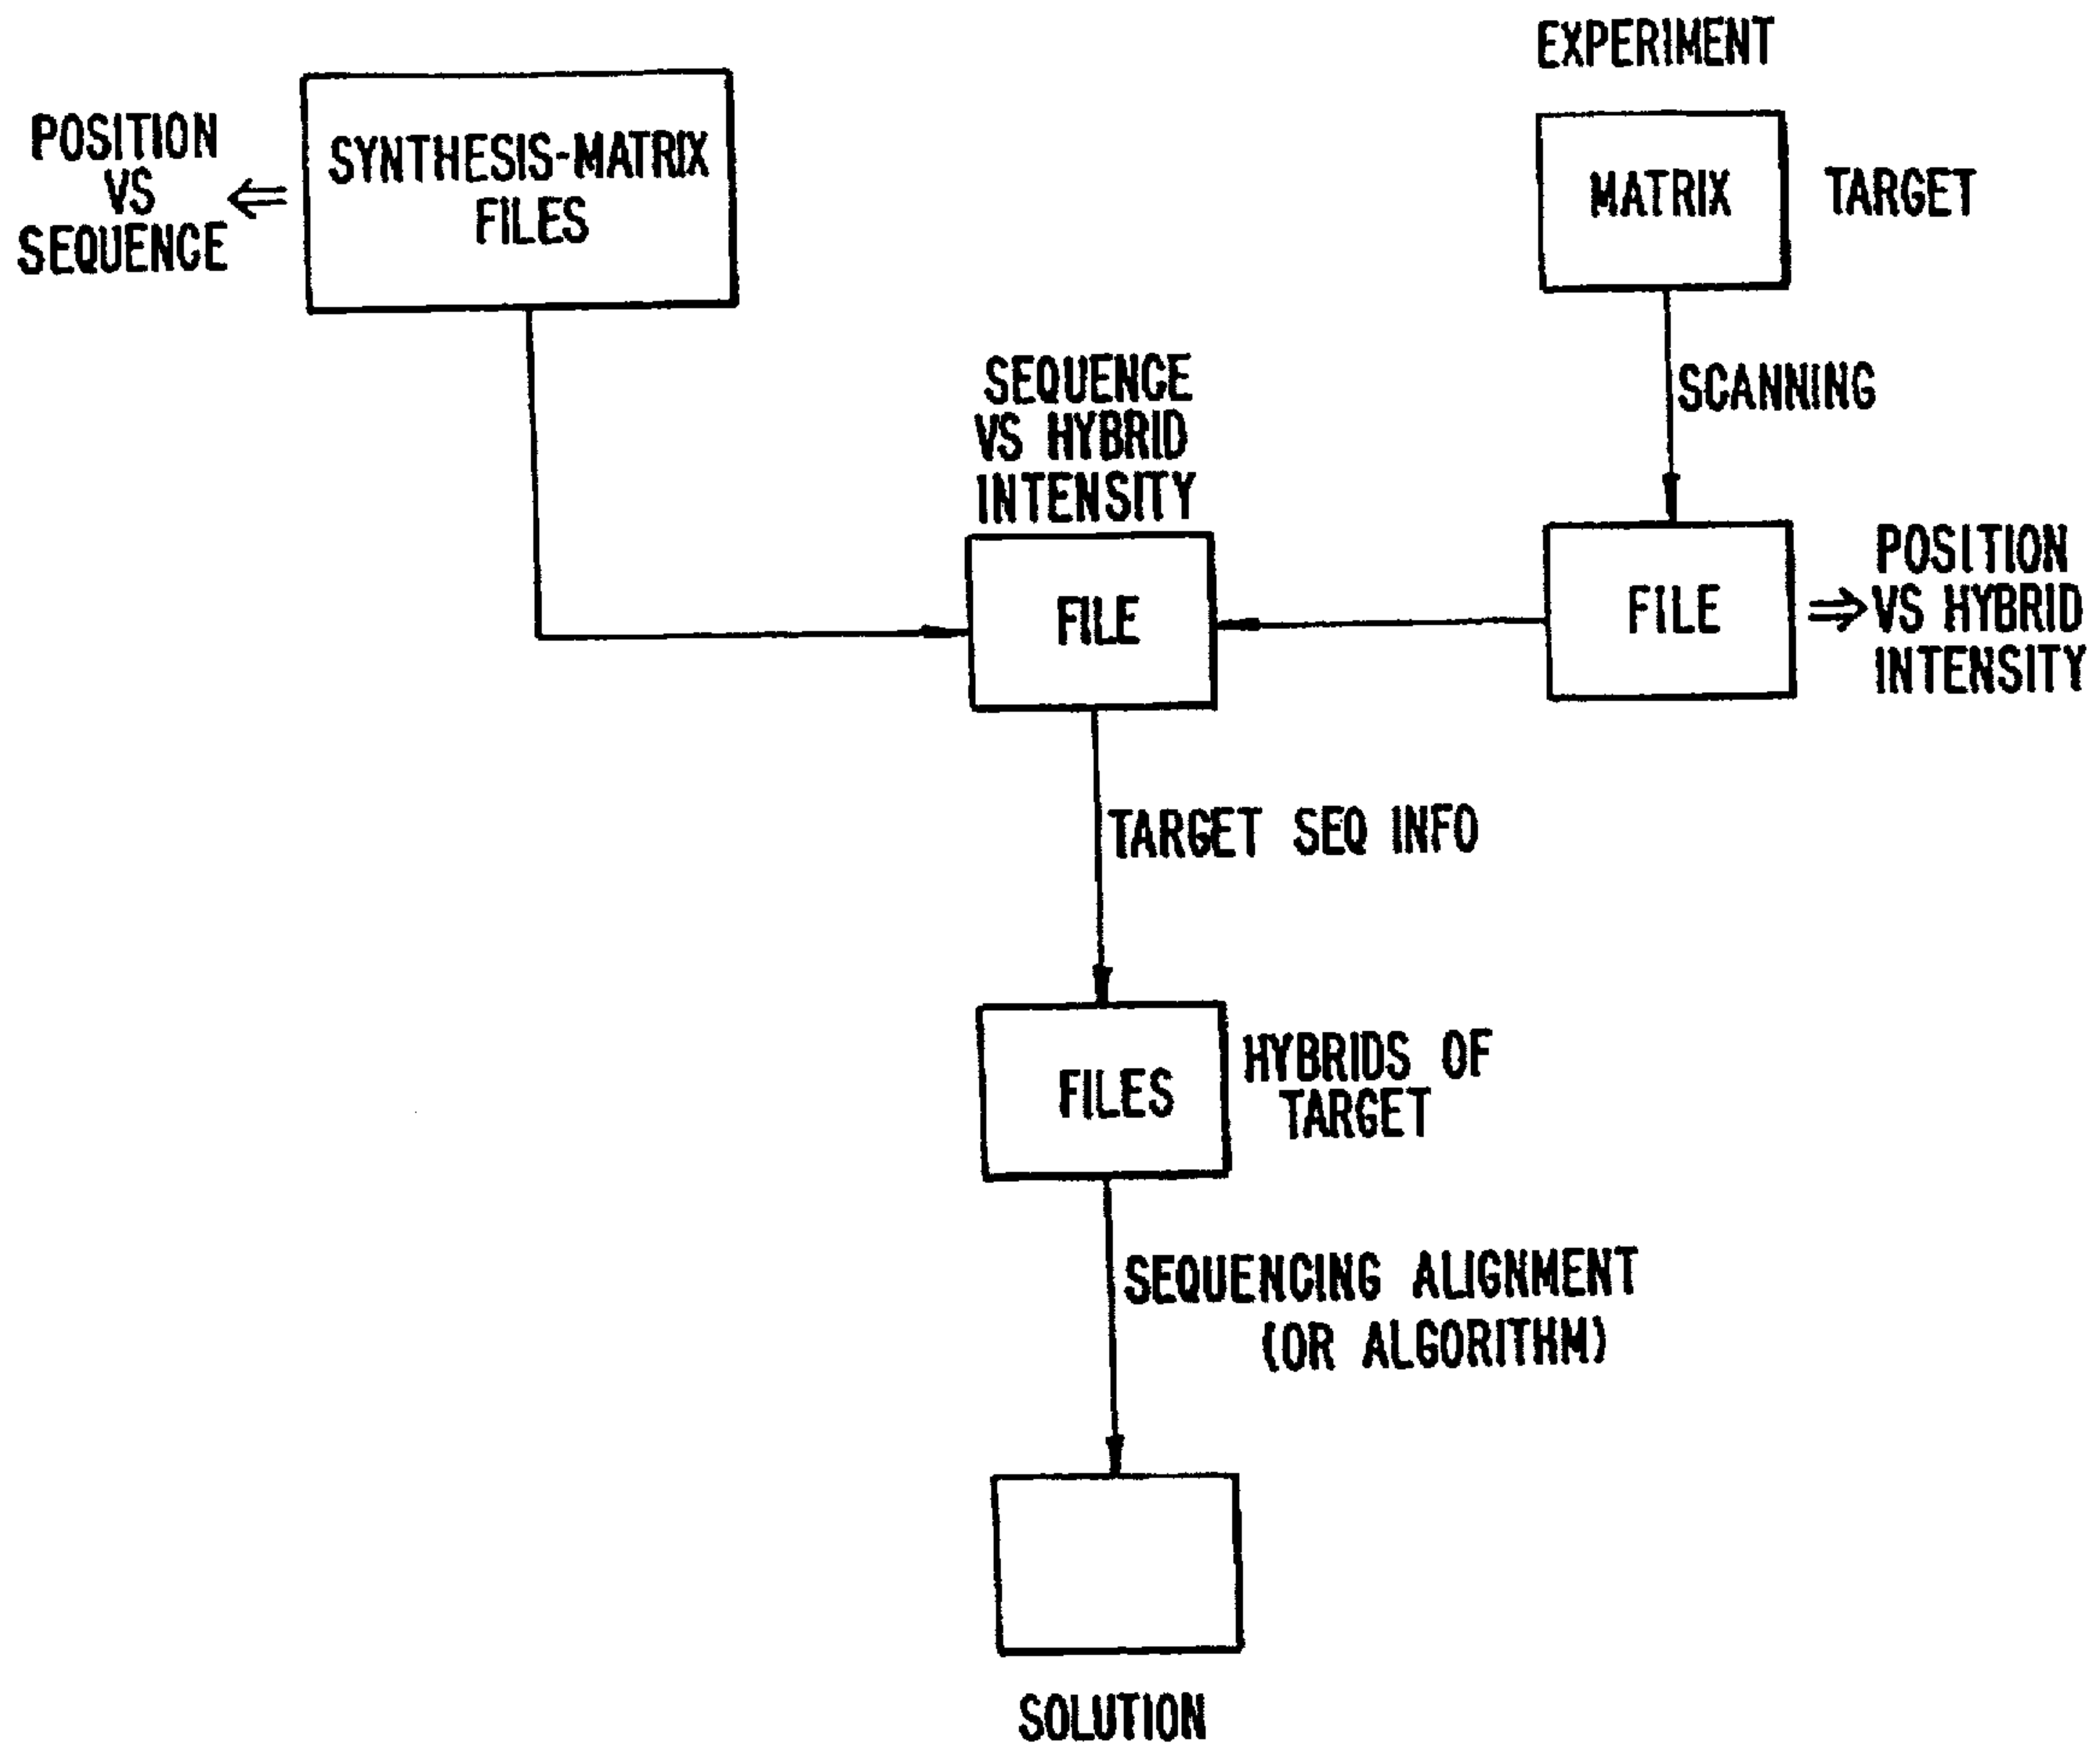 EXPERIMENT
POSITION
VS
SEQUENCE
SYNTHESIS-MATRIX
FILES
MATRIX
TARGET
SCANNING
SEQUENCE
VS HYBRID
INTENSITY
FILE
FILE
POSITION
VS HYBRID
INTENSITY
TARGET SEQ INFO
FILES
HYBRIDS OF
TARGET
SEQUENCING ALIGNMENT
(OR ALGORITHM)
SOLUTION